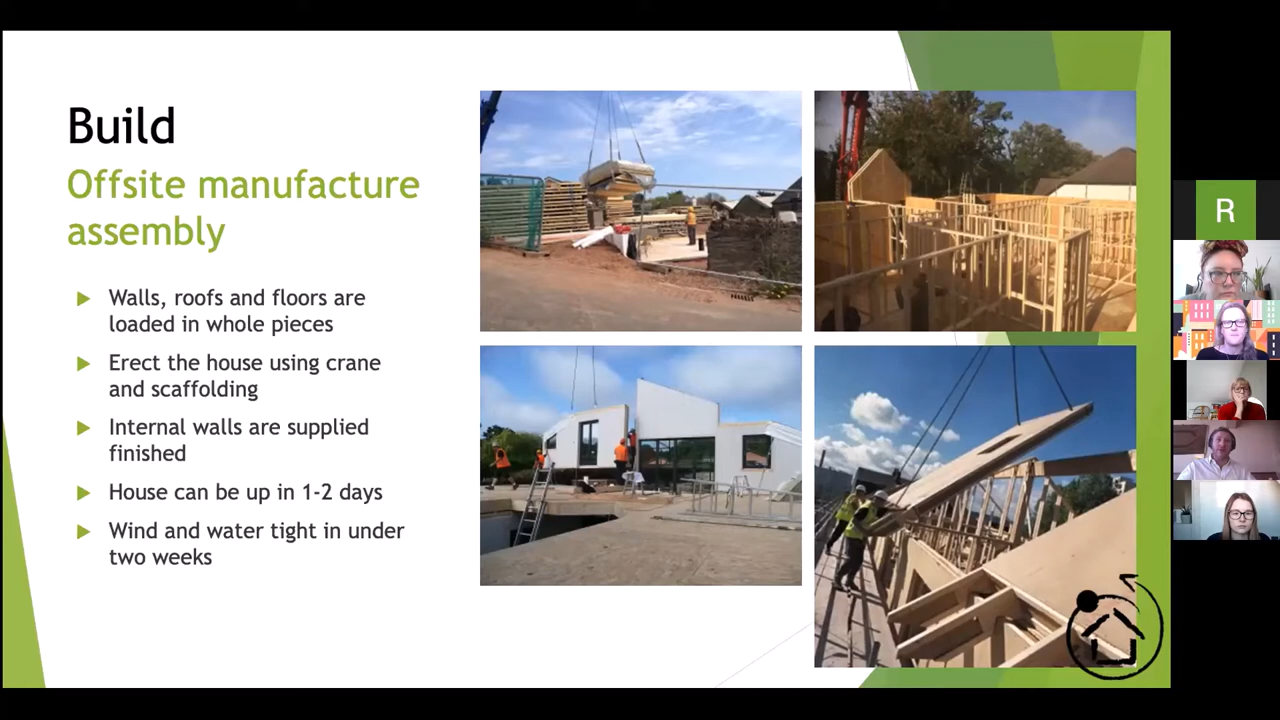 Build
Offsite manufacture
assembly
Walls, roofs and floors are
loaded in whole pieces
Erect the house using crane
and scaffolding
Internal walls are supplied
finished
House can be up in 1-2 days
Wind and water tight in under
two weeks
R